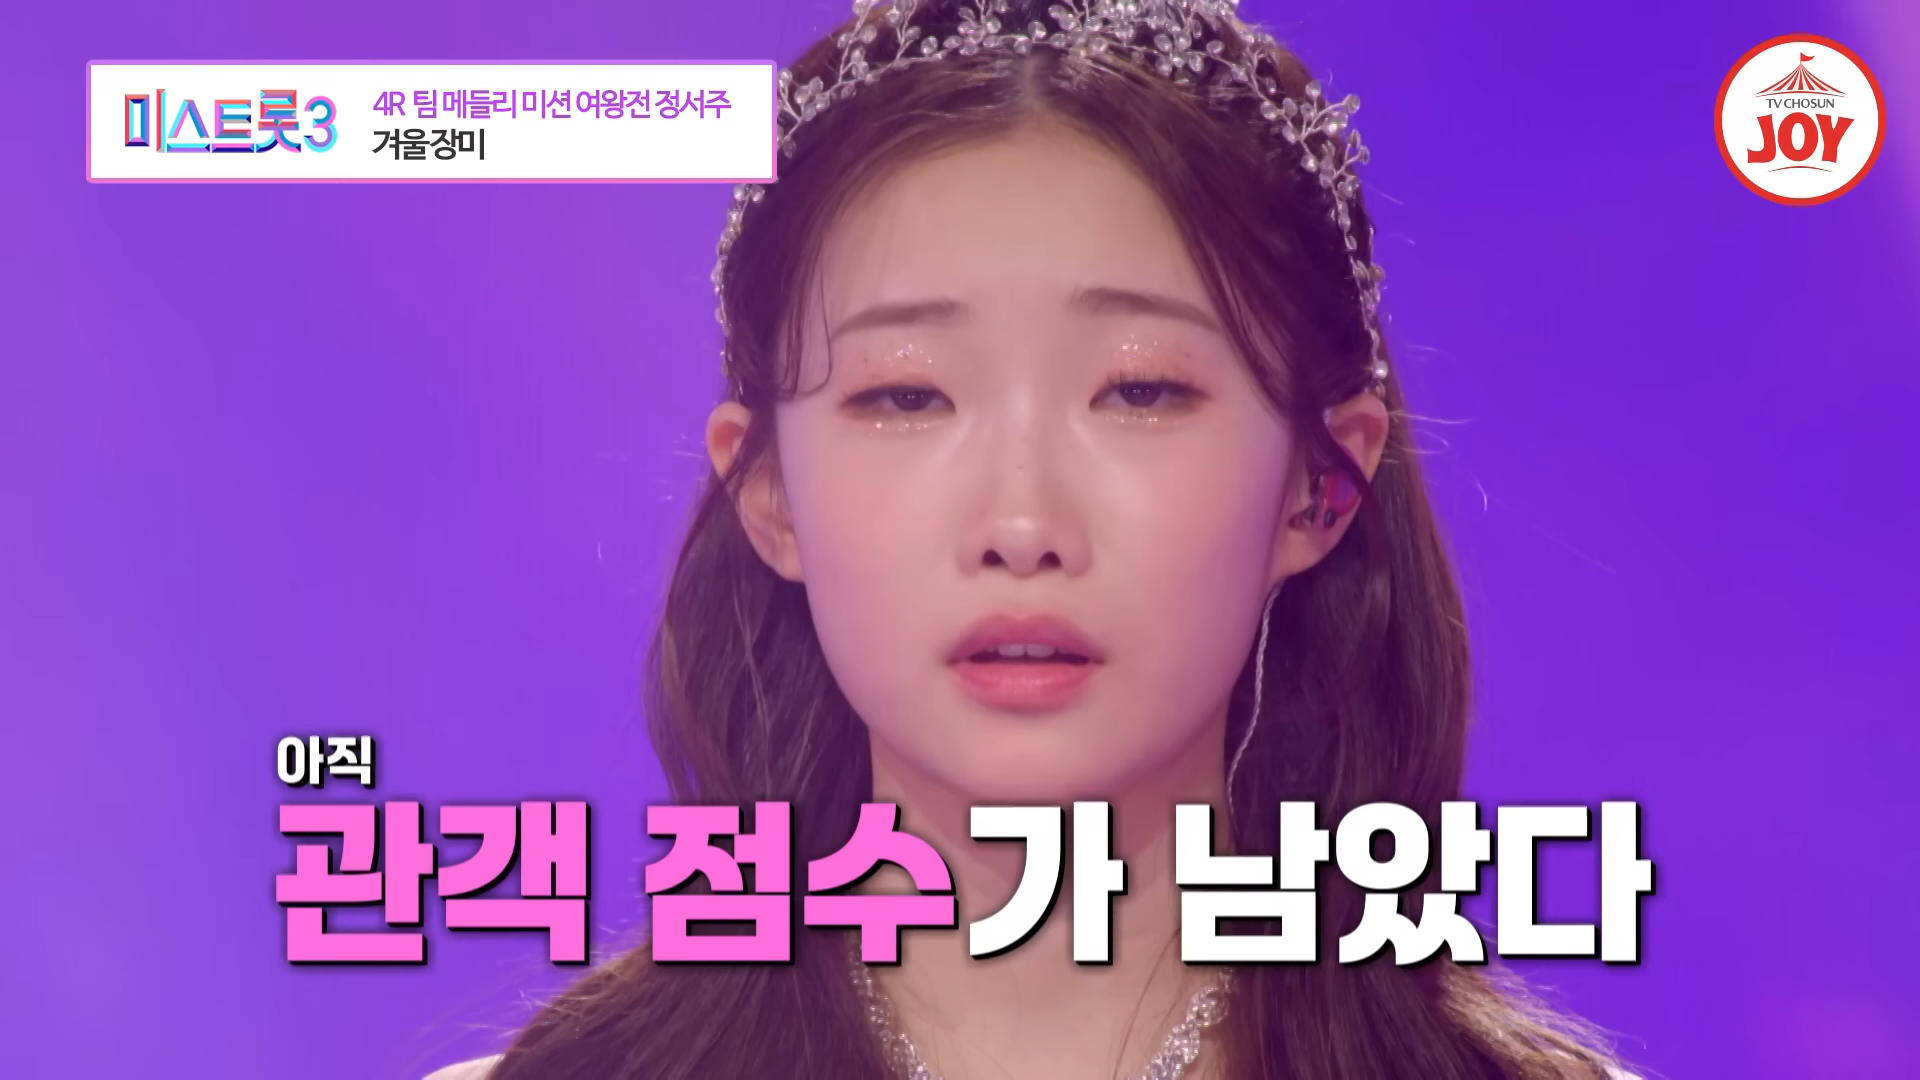 미스트롯3
4R 팀 메들리 미션 여왕전 정서주
겨울장미
TV CHOSUN
JOY
아직
관객 점수가 남았다